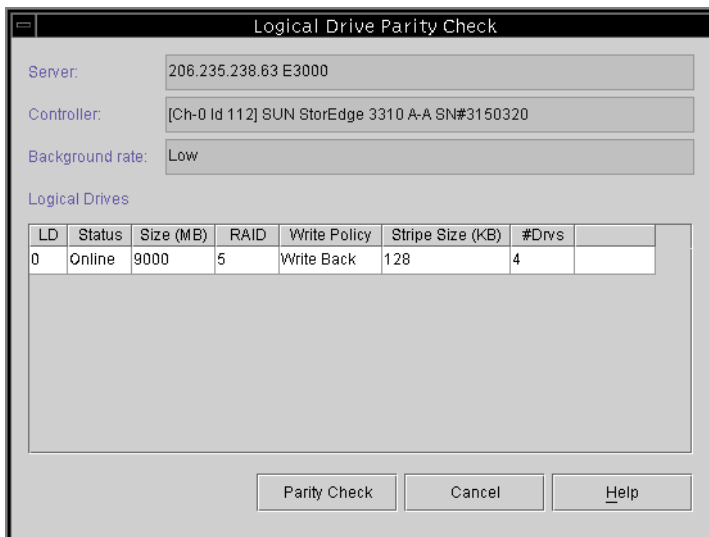 Logical Drive Parity Check
Server: 206.235.238.63 E3000
Controller: [Ch-0 Id 112] SUN StorEdge 3310 A-A SN#3150320
Background rate: Low
Logical Drives
LD Status Size (MB) RAID Write Policy Stripe Size (KB) #Drvs
0 Online 9000 5 Write Back 128 4
Parity Check Cancel Help